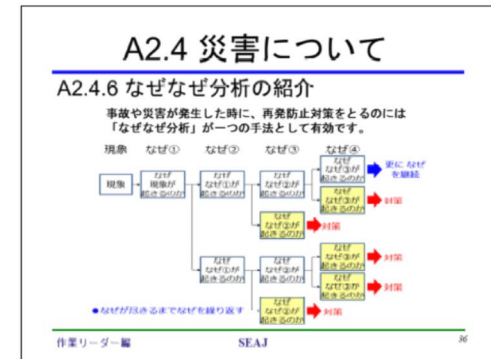 A2.4 災害について
A2.4.6 なぜなぜ分析の紹介
事故や災害が発生した時に、再発防止対策をとるのには
「なぜなぜ分析」が一つの手法として有効です。
現象 なぜ① なぜ② なぜ③ なぜ④
現象
なぜ
現象が
起きるのか
なぜ
なぜ①が
起きるのか
なぜ
なぜ②が
起きるのか
なぜ
なぜ③が
起きるのか
更に なぜ
を継続
なぜ
なぜ③が
起きるのか
対策
なぜ
なぜ②が
起きるのか
対策
なぜ
なぜ①が
起きるのか
なぜ
なぜ②が
起きるのか
なぜ
なぜ③が
起きるのか
対策
なぜ
なぜ③が
起きるのか
対策
なぜ
なぜ②が
起きるのか
対策
●なぜが尽きるまでなぜを繰り返す
作業リーダー編 SEAJ 36